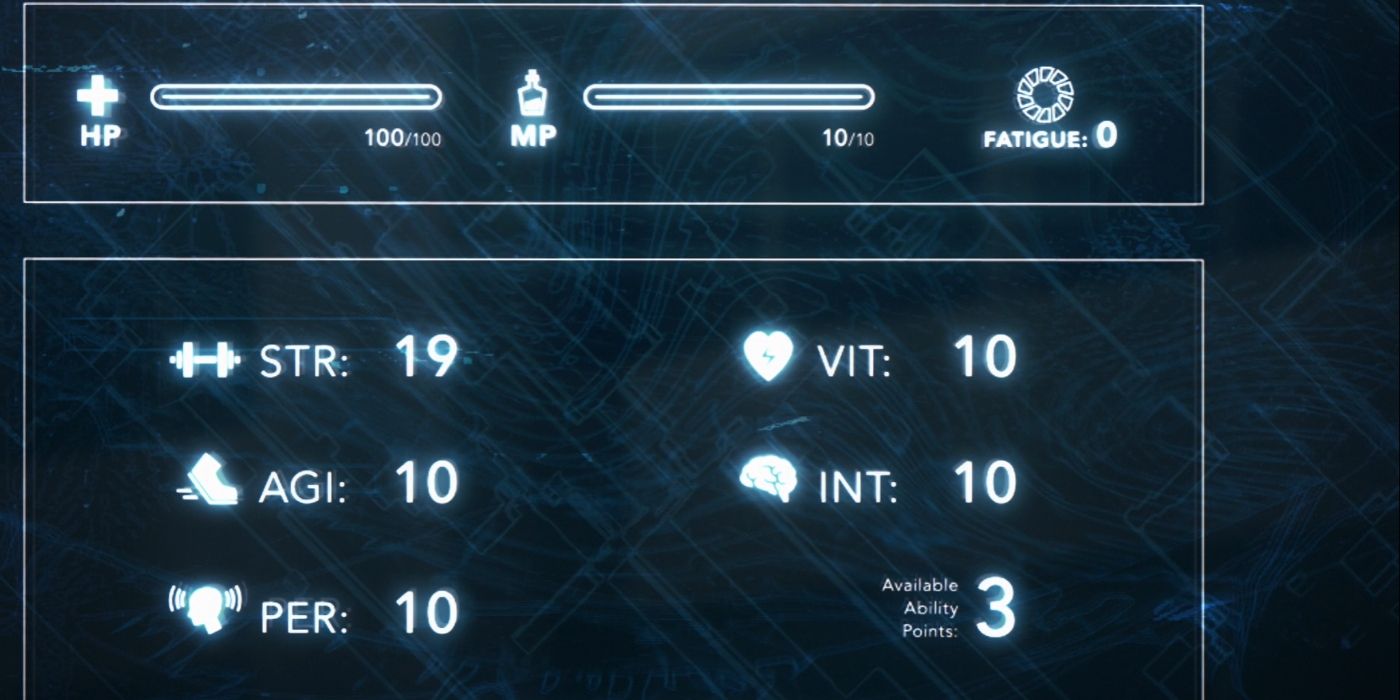 HP
100/100
MP
10/10
FATIGUE: 0
STR: 19
VIT: 10
AGI: 10
INT: 10
PER: 10
Available
Ability
Points:
3